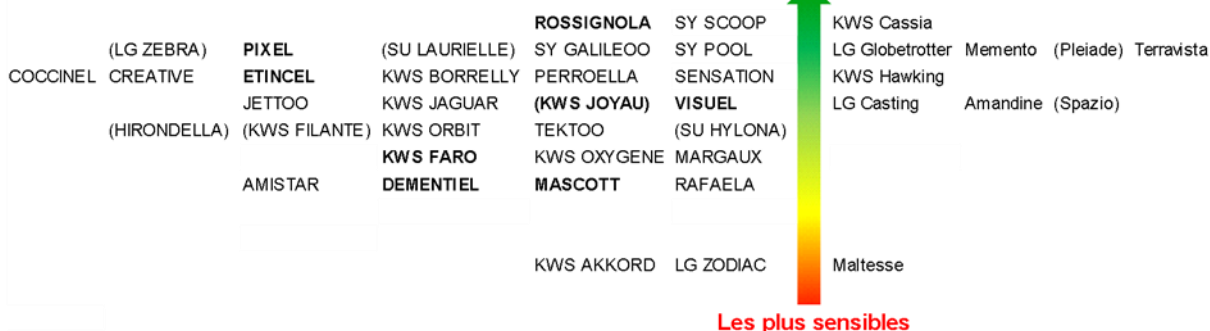 ROSSIGNOLA SY SCOOP KWS Cassia
(LG ZEBRA) PIXEL (SU LAURIELLE) SY GALILEOO SY POOL LG Globetrotter Memento (Pleiade) Terravista
COCCINEL CREATIVE ETINCEL KWS BORRELLY PERROELLA SENSATION KWS Hawking
JETTOO KWS JAGUAR (KWS JOYAU) VISUEL LG Casting Amandine (Spazio)
(HIRONDELLA) (KWS FILANTE) KWS ORBIT TEKTOO (SU HYLONA)
KWS FARO KWS OXYGENE MARGAUX
AMISTAR DEMENTIEL MASCOTT RAFAELA
KWS AKKORD LG ZODIAC Maltesse
Les plus sensibles